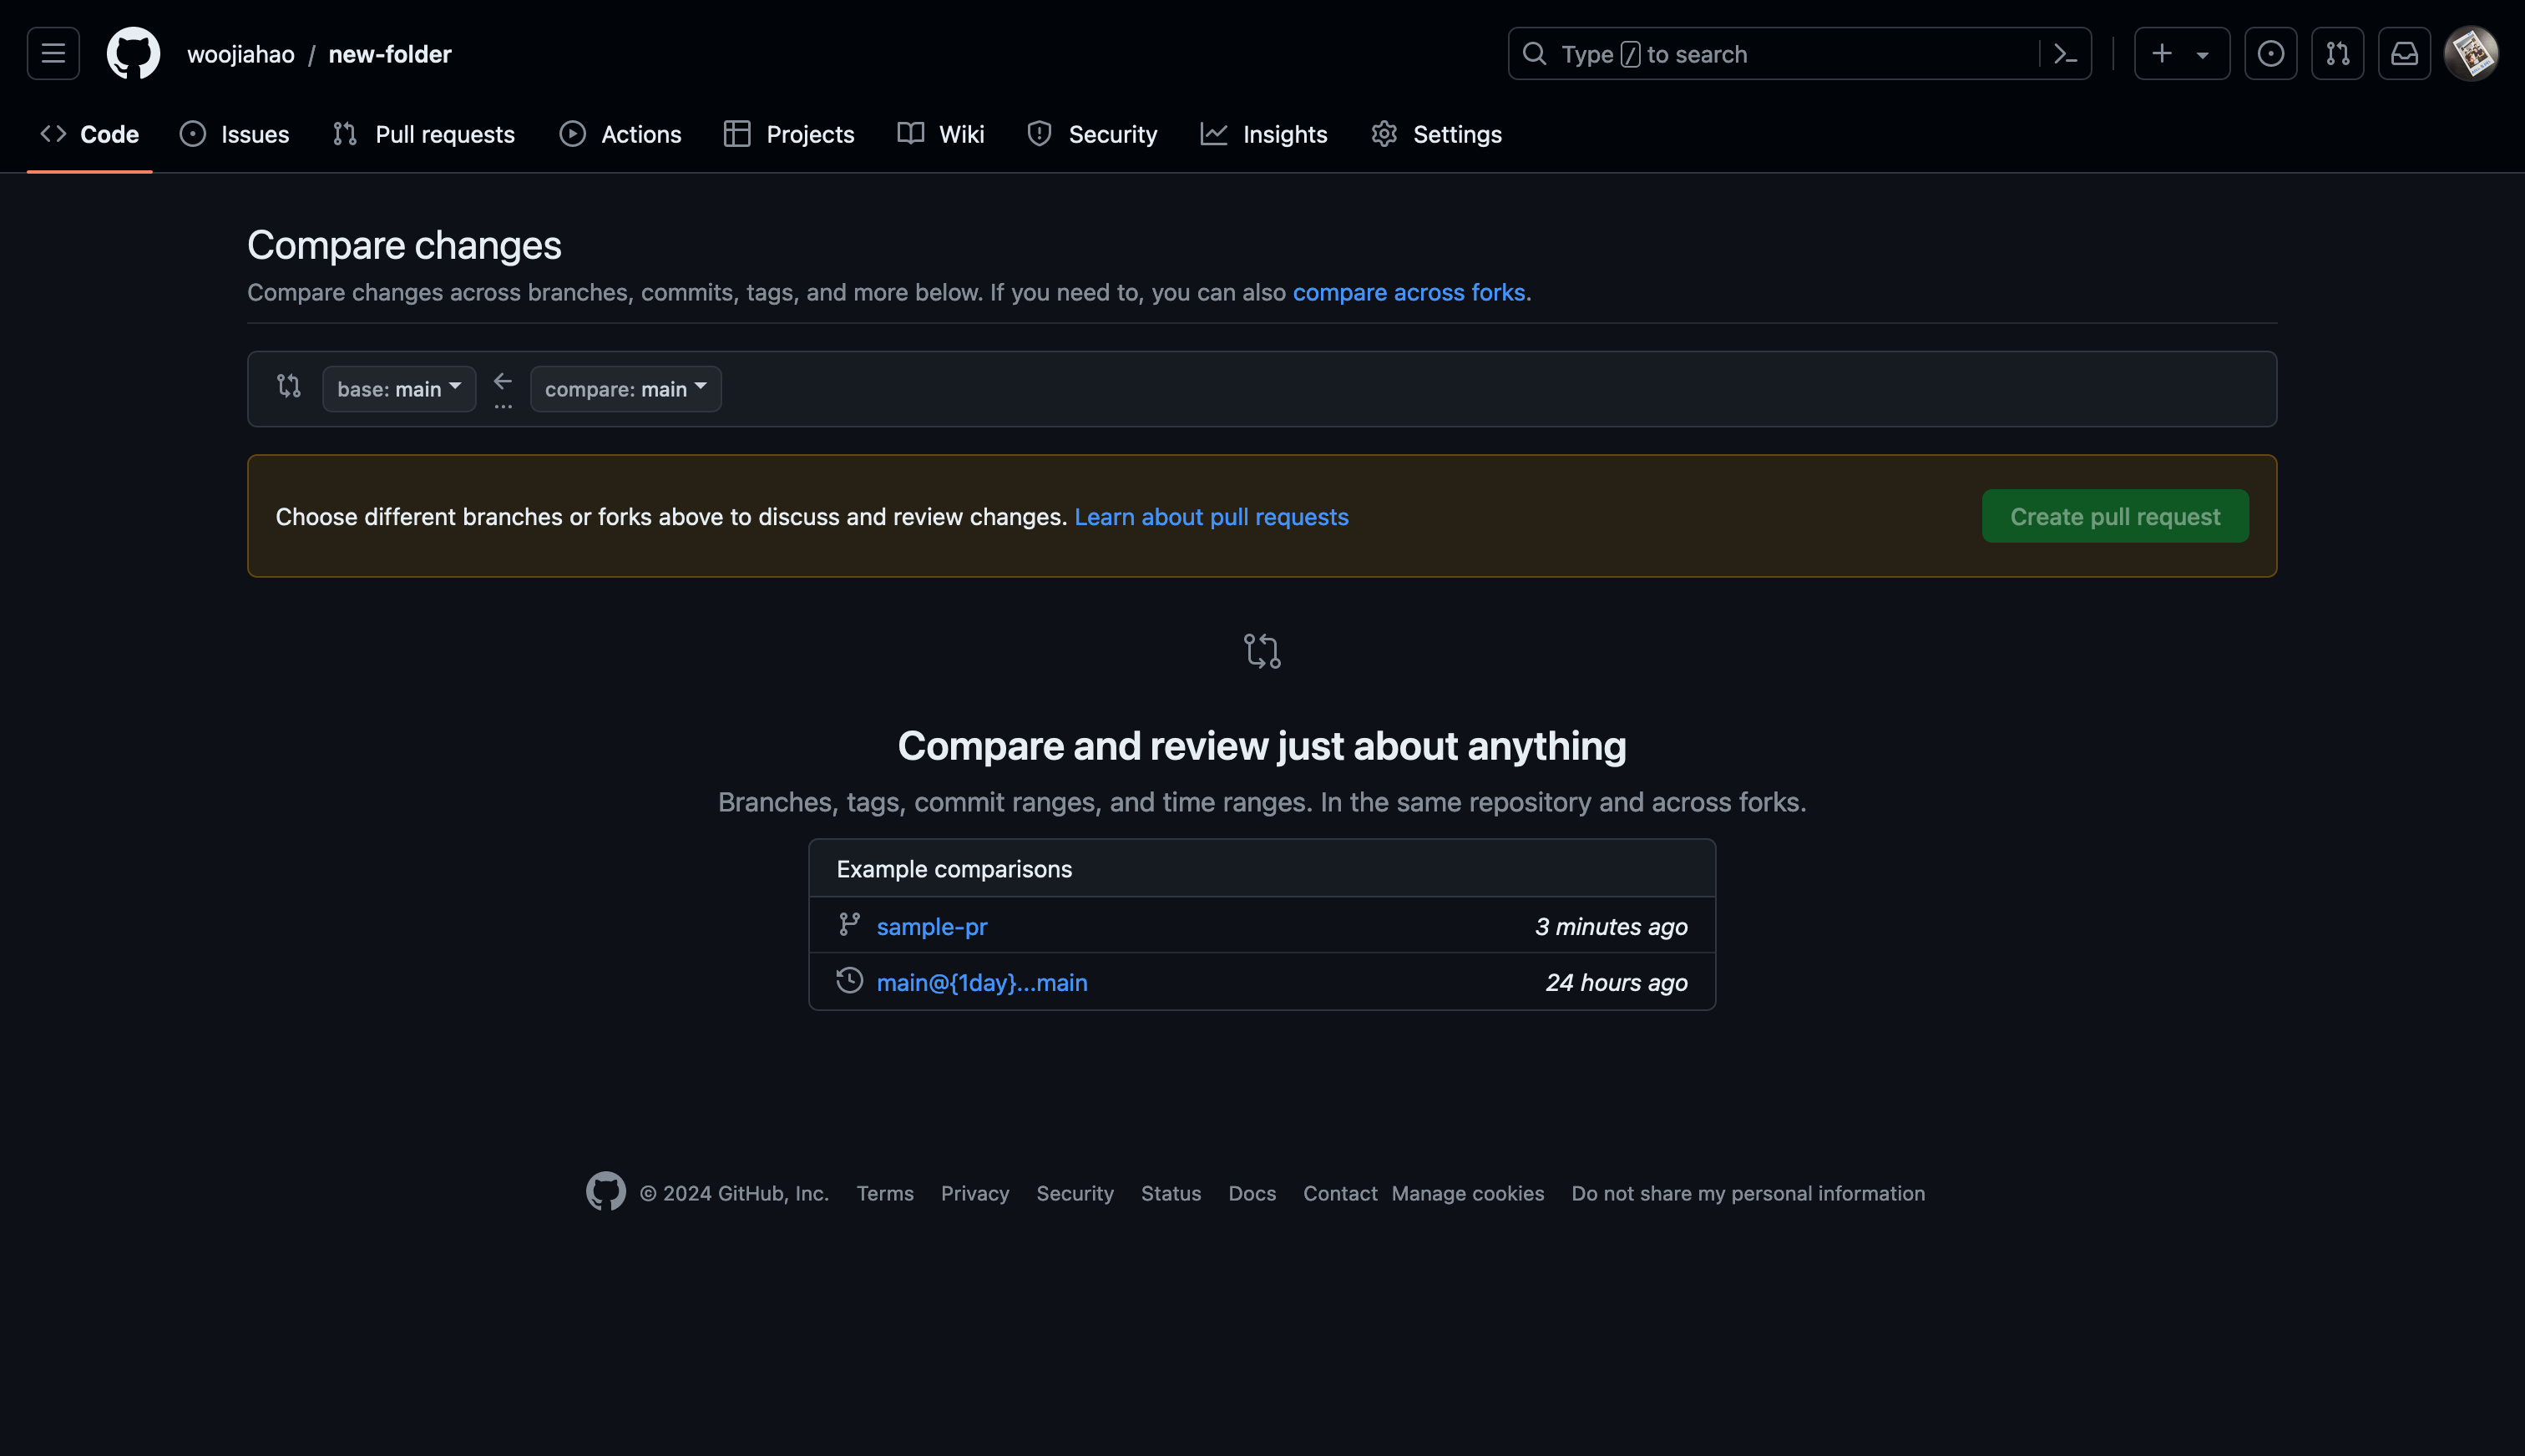 woojiahao / new-folder
Type / to search
Code Issues Pull requests Actions Projects Wiki Security Insights Settings
Compare changes
Compare changes across branches, commits, tags, and more below. If you need to, you can also compare across forks.
base: main ← ... compare: main
Choose different branches or forks above to discuss and review changes. Learn about pull requests
Create pull request
Compare and review just about anything
Branches, tags, commit ranges, and time ranges. In the same repository and across forks.
Example comparisons
sample-pr 3 minutes ago
main@{1day}...main 24 hours ago
© 2024 GitHub, Inc. Terms Privacy Security Status Docs Contact Manage cookies Do not share my personal information